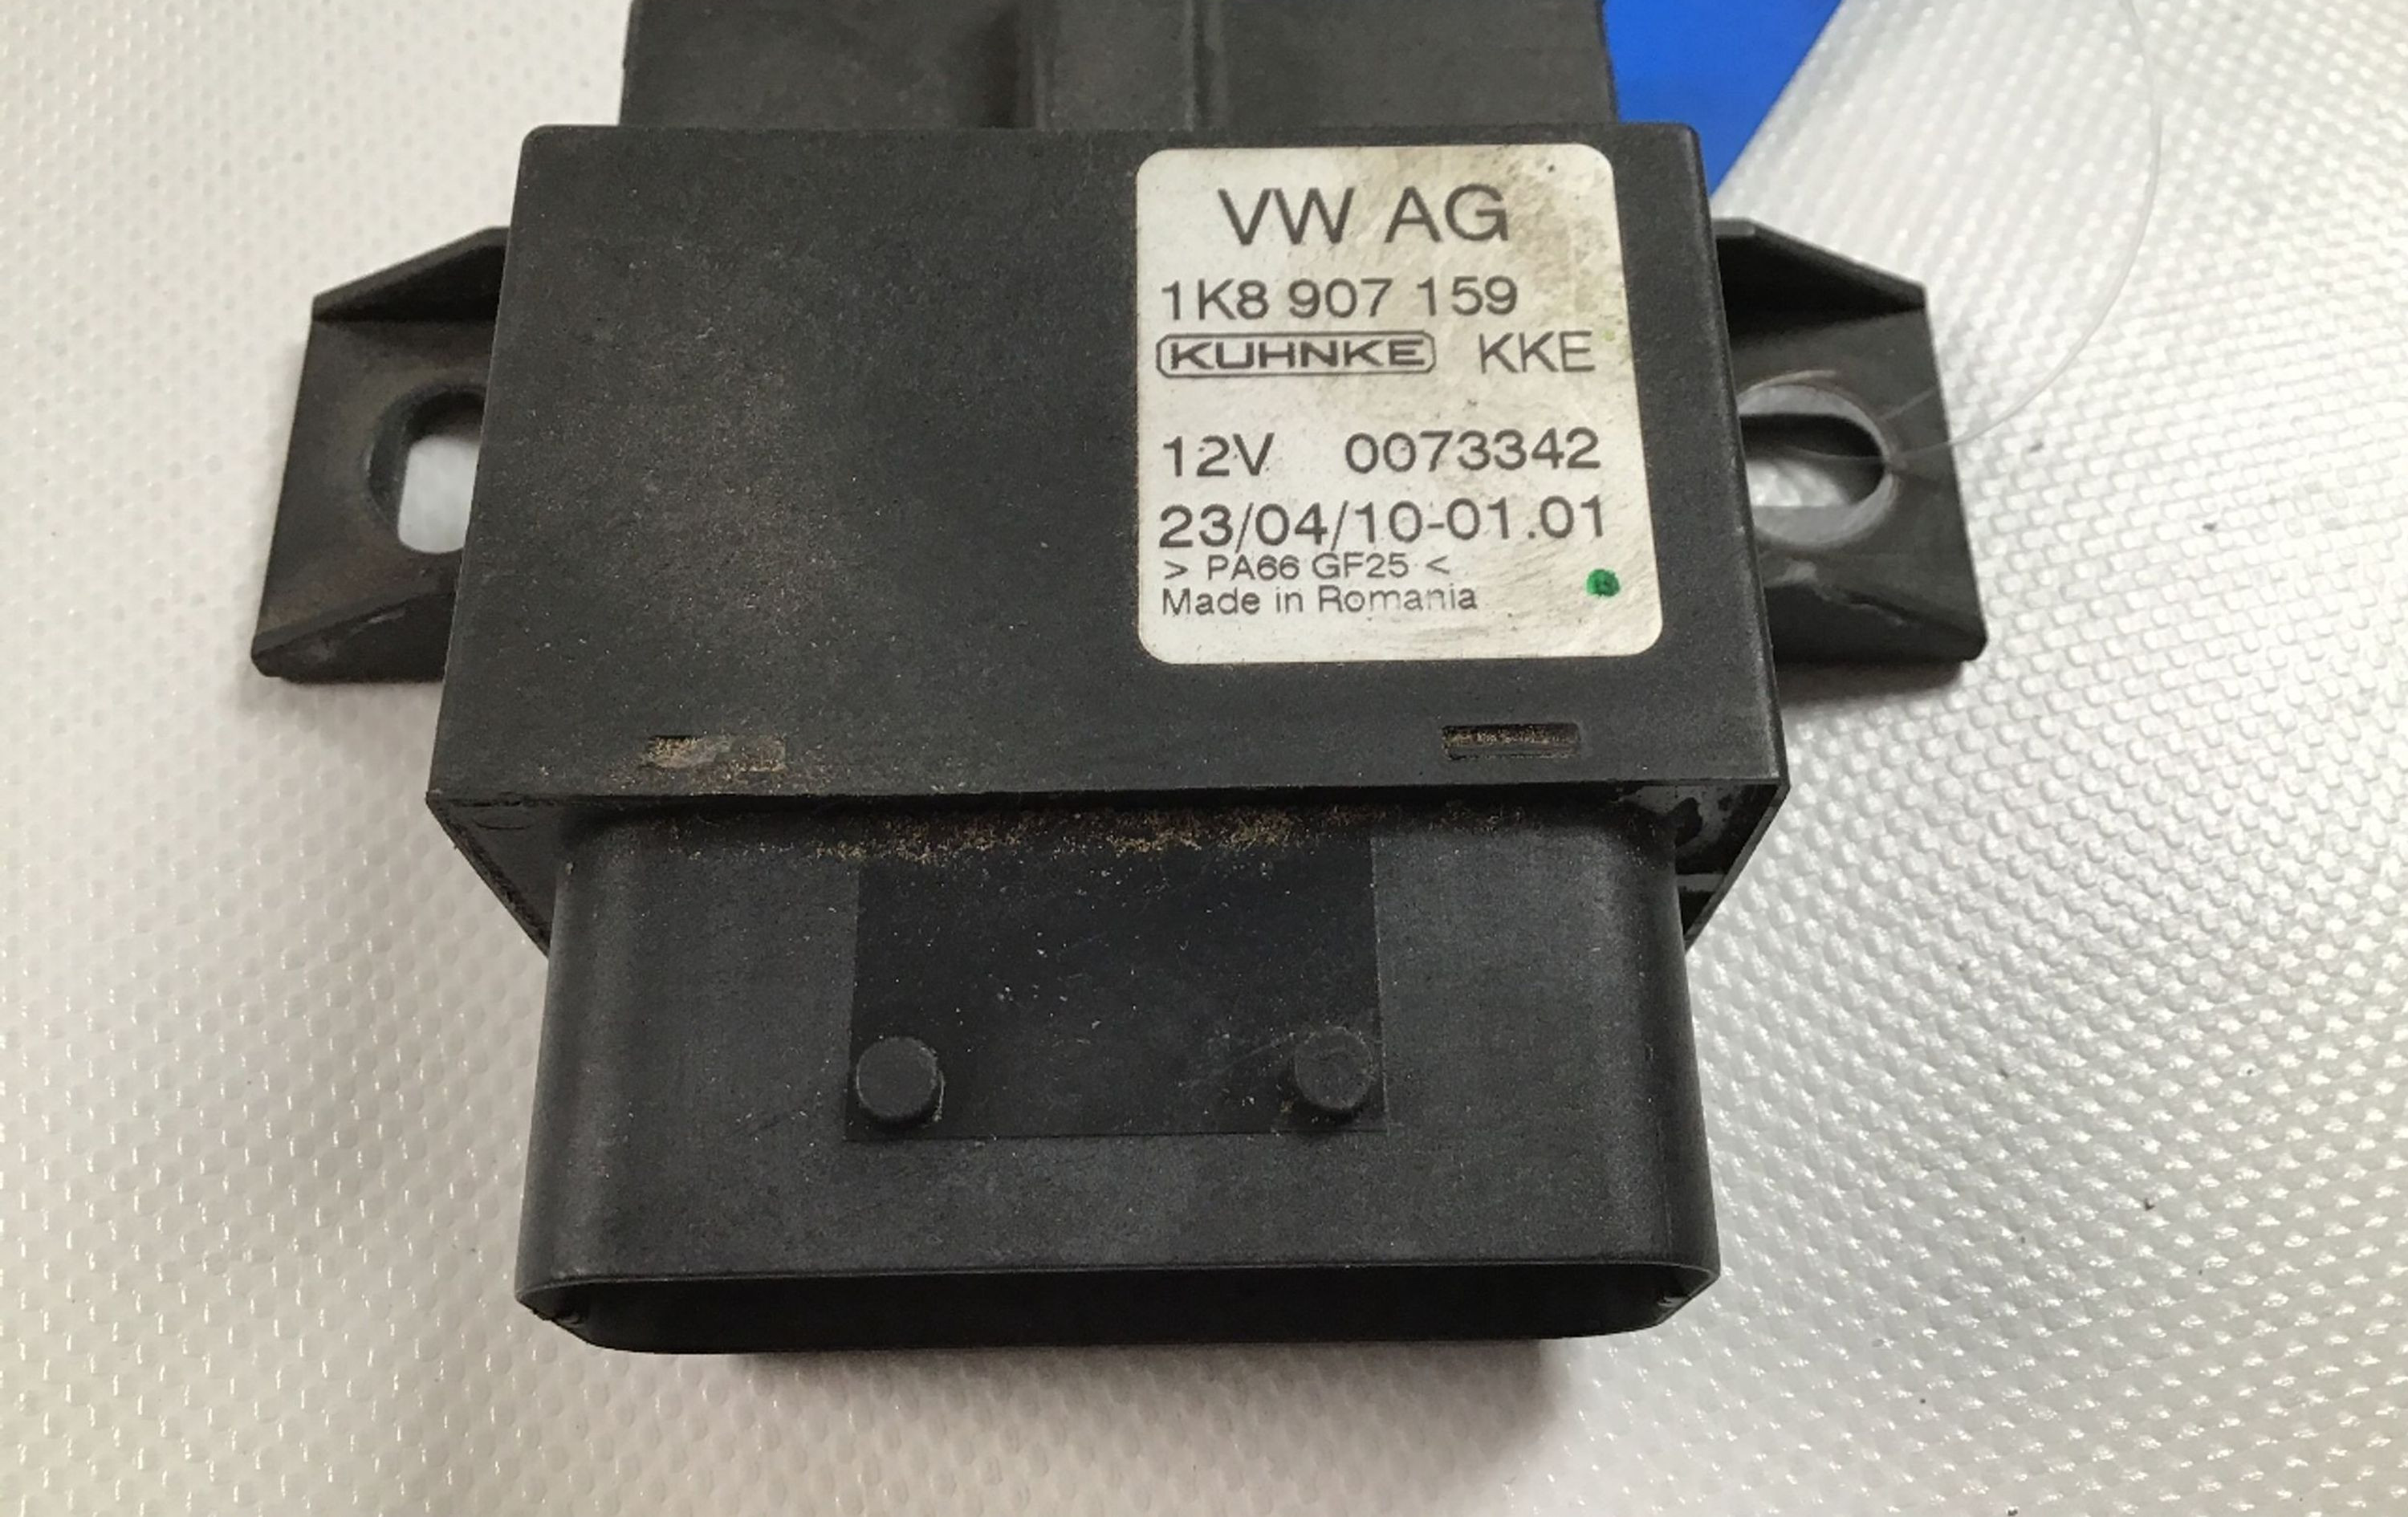 VW AG
1K8 907 159
KUHNKE KKE
12V 0073342
23/04/10-01.01
> PA66 GF25 <
Made in Romania